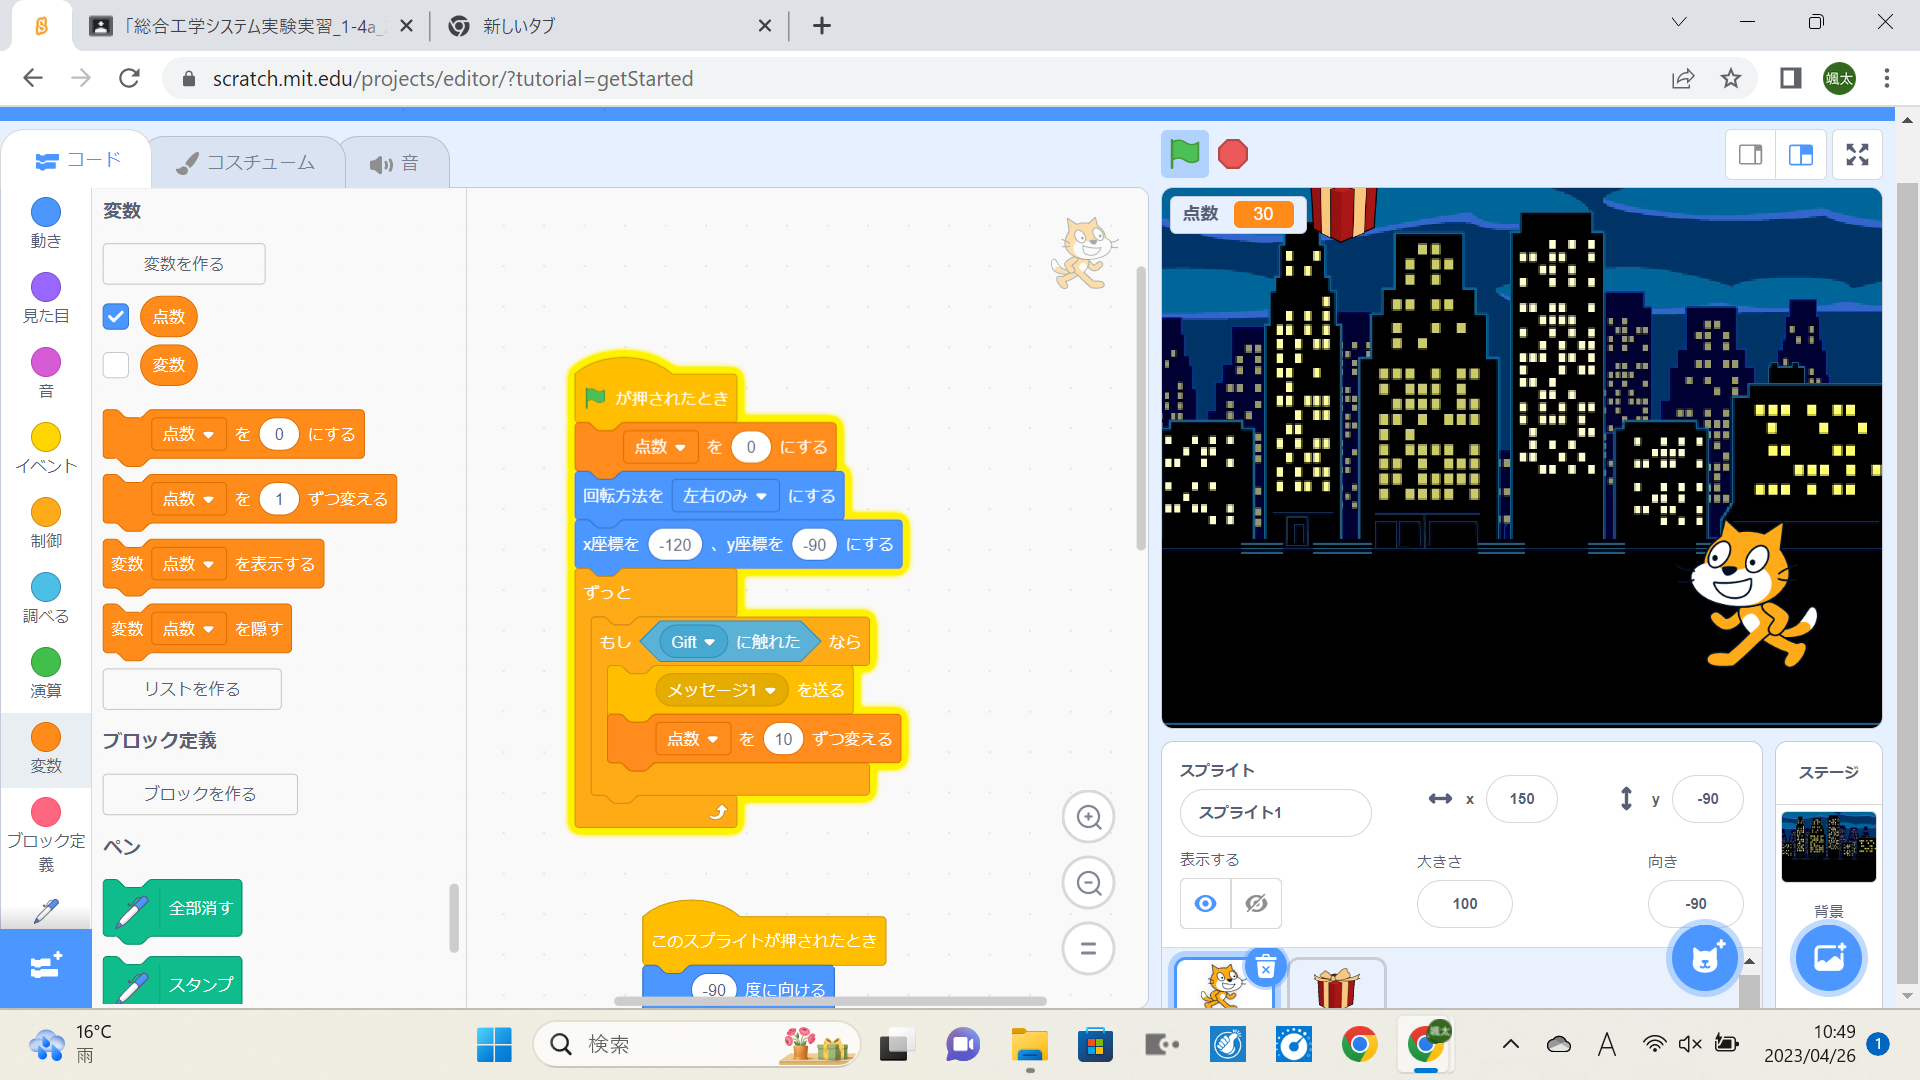 「総合工学システム実験実習_1-4a_
新しいタブ
scratch.mit.edu/projects/editor/?tutorial=getStarted
颯太
コード
コスチューム
音
動き
見た目
音
イベント
制御
調べる
演算
変数
ブロック定義
変数
変数を作る
点数
変数
点数 を 0 にする
点数 を 1 ずつ変える
変数 点数 を表示する
変数 点数 を隠す
リストを作る
ブロック定義
ブロックを作る
ペン
全部消す
スタンプ
が押されたとき
点数 を 0 にする
回転方法を 左右のみ にする
x座標を -120 、y座標を -90 にする
ずっと
もし Gift に触れた なら
メッセージ1 を送る
点数 を 10 ずつ変える
このスプライトが押されたとき
-90 度に向ける
点数 30
スプライト
スプライト1
x 150
y -90
表示する
大きさ
100
向き
-90
ステージ
背景
16°C
雨
検索
颯太
A
10:49
2023/04/26
1